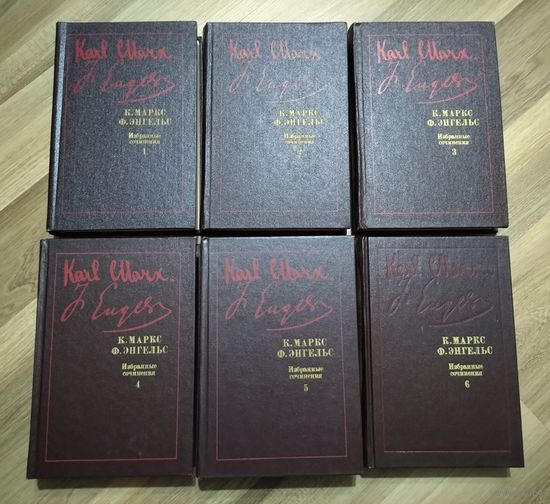 Karl Marx
F. Engels
К. МАРКС
Ф. ЭНГЕЛЬС
Избранные
сочинения
1
Karl Marx
F. Engels
К. МАРКС
Ф. ЭНГЕЛЬС
Избранные
сочинения
2
Karl Marx
F. Engels
К. МАРКС
Ф. ЭНГЕЛЬС
Избранные
сочинения
3
Karl Marx
F. Engels
К. МАРКС
Ф. ЭНГЕЛЬС
Избранные
сочинения
4
Karl Marx
F. Engels
К. МАРКС
Ф. ЭНГЕЛЬС
Избранные
сочинения
5
Karl Marx
F. Engels
К. МАРКС
Ф. ЭНГЕЛЬС
Избранные
сочинения
6